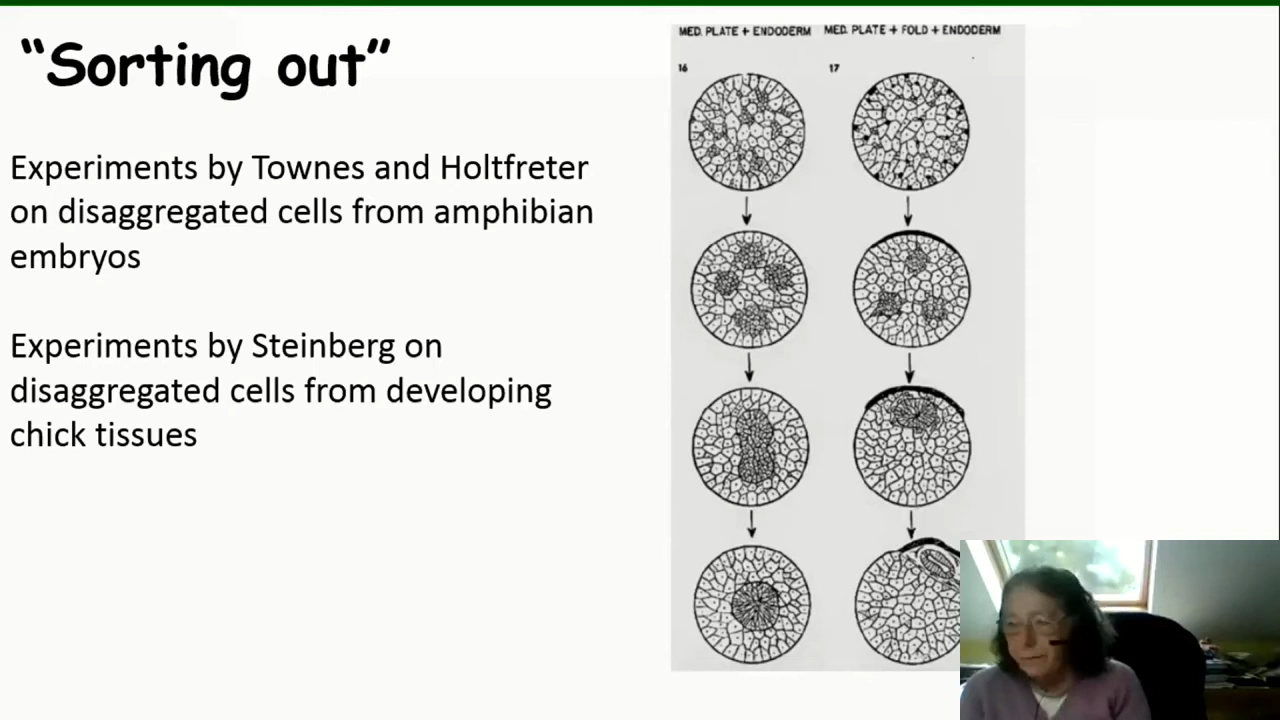 “Sorting out”
Experiments by Townes and Holtfreter
on disaggregated cells from amphibian
embryos
Experiments by Steinberg on
disaggregated cells from developing
chick tissues
MED. PLATE + ENDODERM
MED. PLATE + FOLD + ENDODERM
16
17